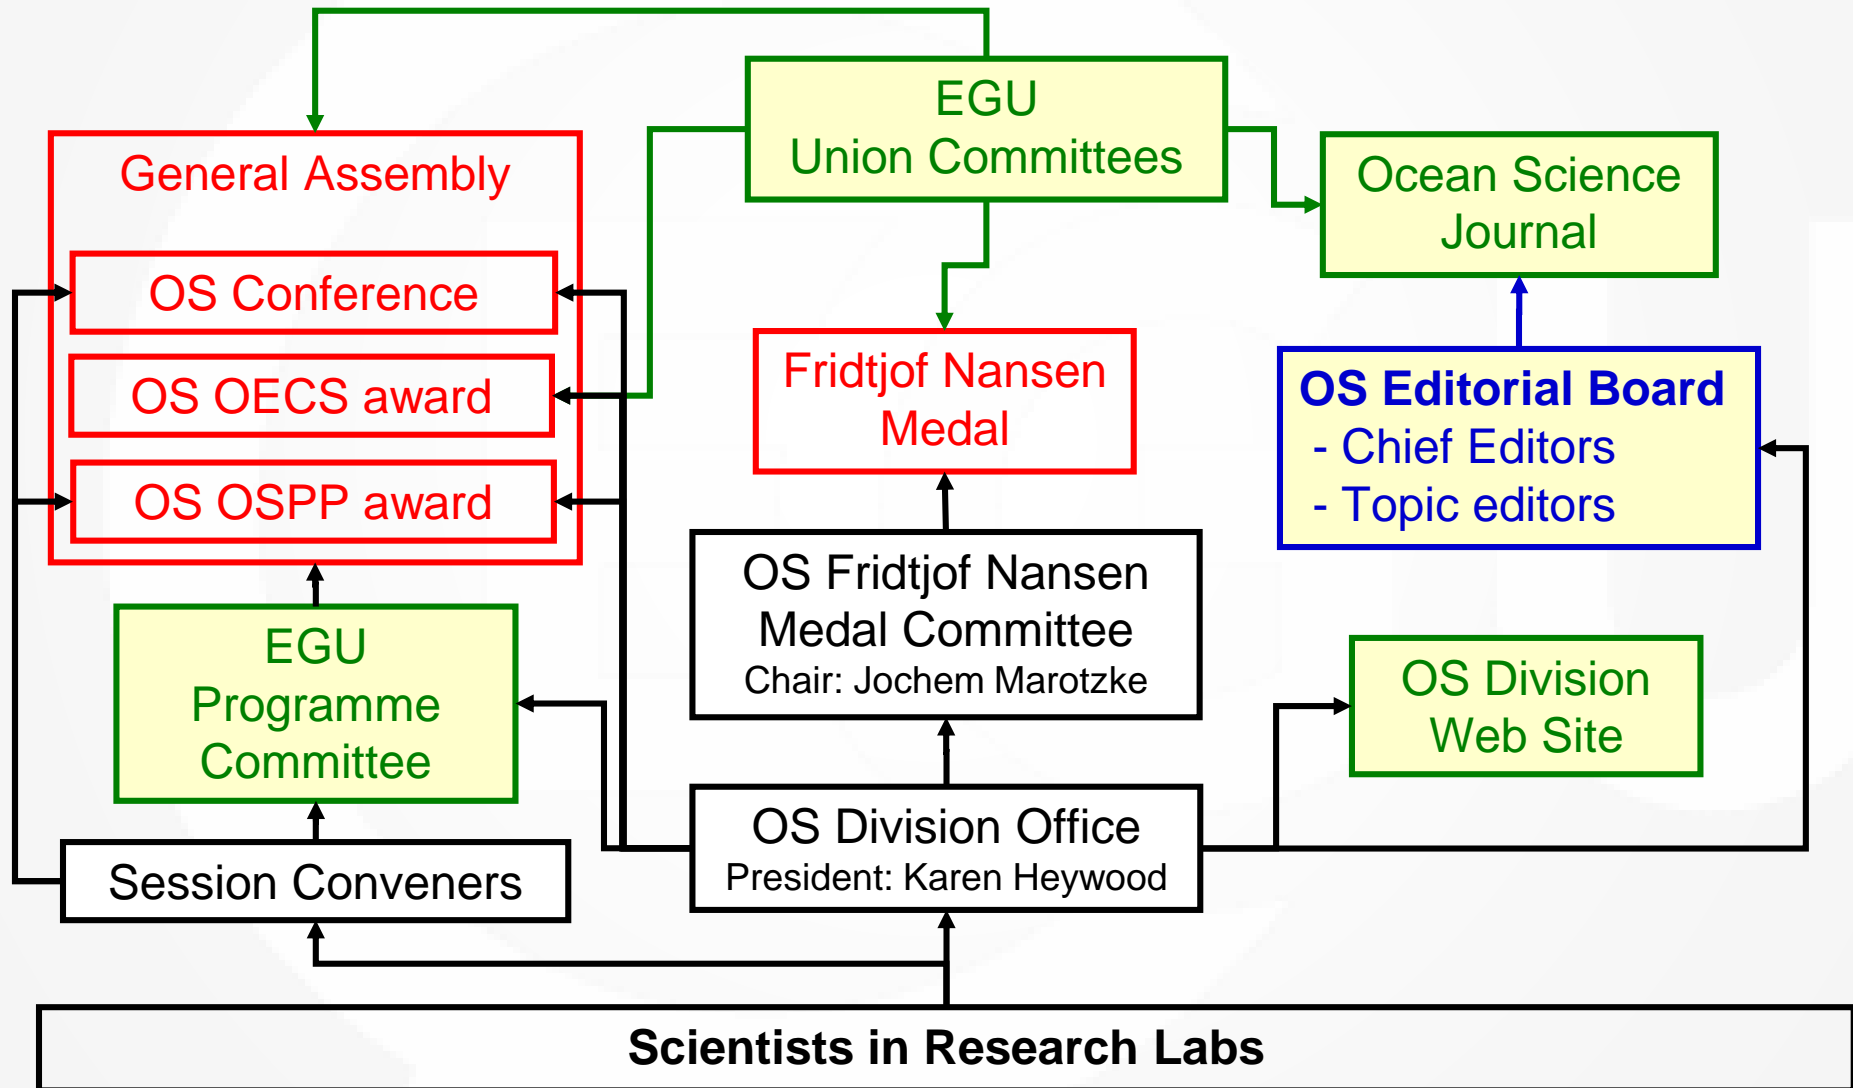 EGU
Union Committees
General Assembly
Ocean Science
Journal
OS Conference
OS OECS award
OS OSPP award
Fridtjof Nansen
Medal
OS Editorial Board
- Chief Editors
- Topic editors
OS Fridtjof Nansen
Medal Committee
Chair: Jochem Marotzke
EGU
Programme
Committee
OS Division
Web Site
OS Division Office
President: Karen Heywood
Session Conveners
Scientists in Research Labs